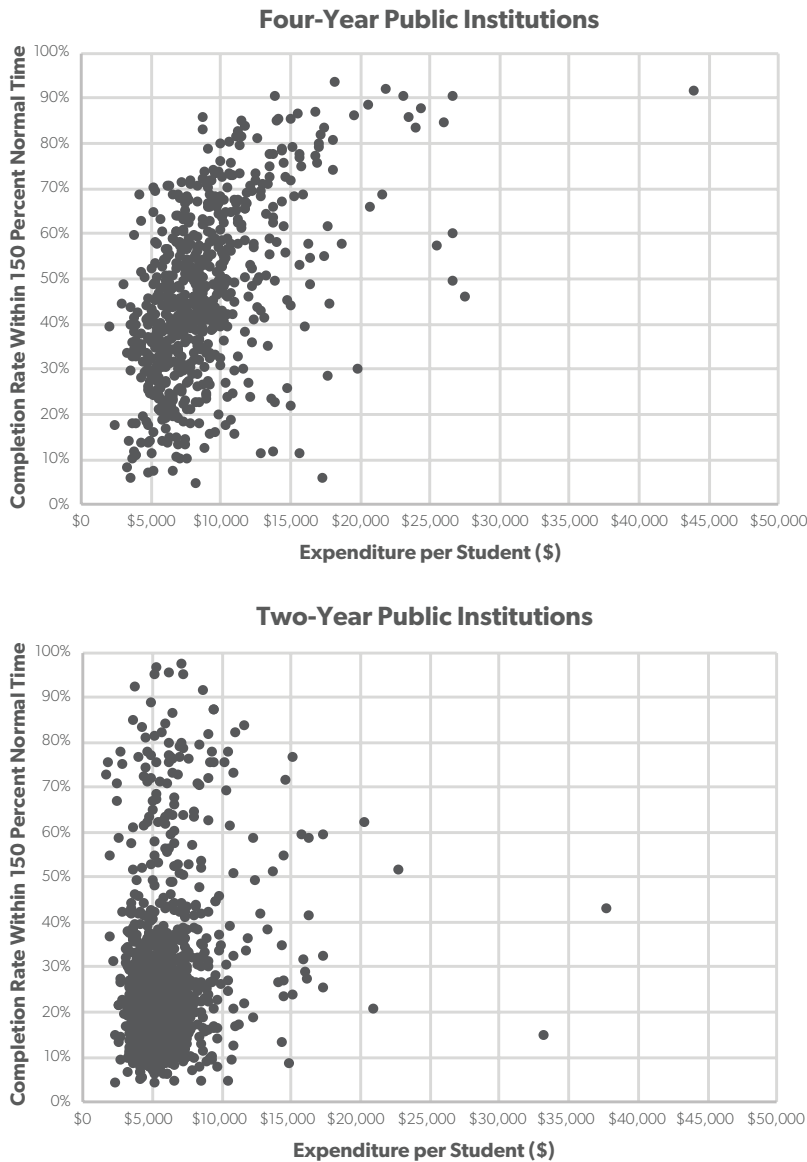 Four-Year Public Institutions
Completion Rate Within 150 Percent Normal Time
100%
90%
80%
70%
60%
50%
40%
30%
20%
10%
0%
$0 $5,000 $10,000 $15,000 $20,000 $25,000 $30,000 $35,000 $40,000 $45,000 $50,000
Expenditure per Student ($)
Two-Year Public Institutions
Completion Rate Within 150 Percent Normal Time
100%
90%
80%
70%
60%
50%
40%
30%
20%
10%
0%
$0 $5,000 $10,000 $15,000 $20,000 $25,000 $30,000 $35,000 $40,000 $45,000 $50,000
Expenditure per Student ($)